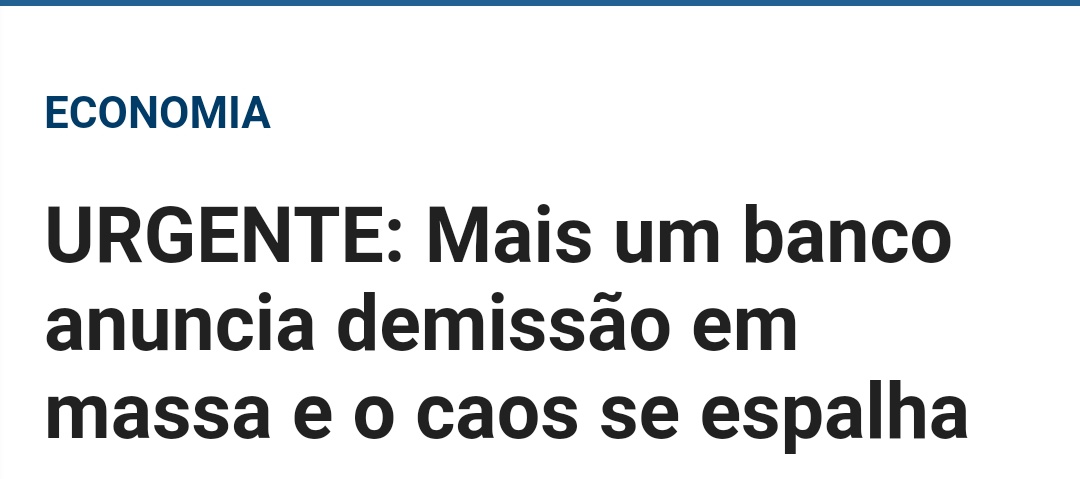 ECONOMIA
URGENTE: Mais um banco
anuncia demissão em
massa e o caos se espalha